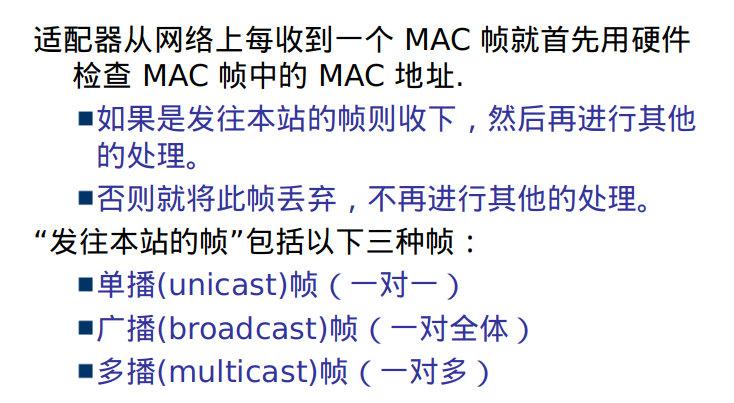 适配器从网络上每收到一个 MAC 帧就首先用硬件
检查 MAC 帧中的 MAC 地址.
■如果是发往本站的帧则收下，然后再进行其他
的处理。
■否则就将此帧丢弃，不再进行其他的处理。
“发往本站的帧”包括以下三种帧：
■单播(unicast)帧（一对一）
■广播(broadcast)帧（一对全体）
■多播(multicast)帧（一对多）